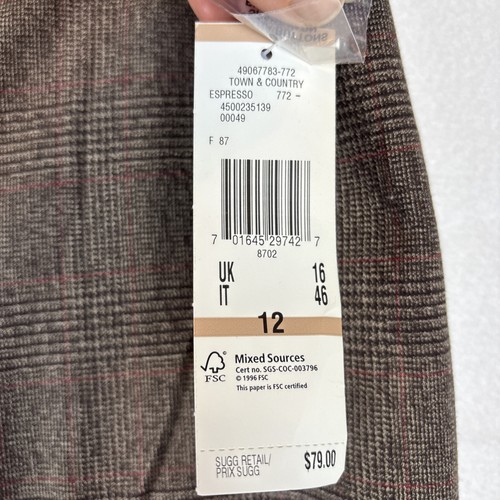 49067783-772
TOWN & COUNTRY
ESPRESSO 772 -
4500235139
00049
F 87
7 01645 29742 7
8702
UK 16
IT 46
12
FSC
Mixed Sources
Cert no. SGS-COC-003796
© 1996 FSC
This paper is FSC certified
SUGG RETAIL/
PRIX SUGG $79.00